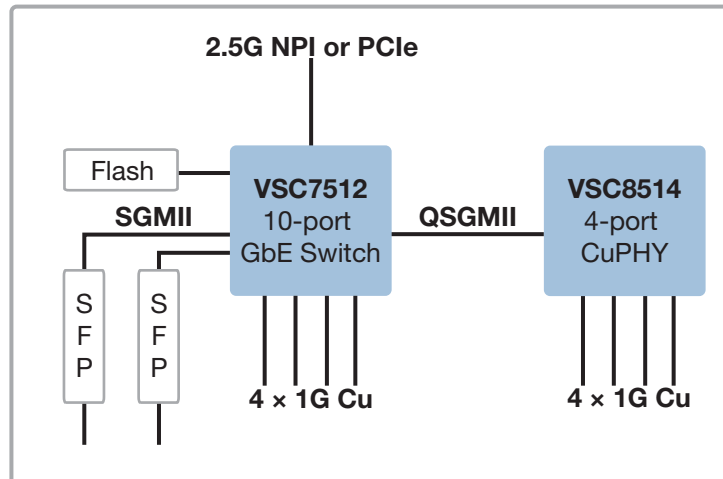 2.5G NPI or PCIe
Flash
VSC7512
10-port
GbE Switch
SGMII
QSGMII
VSC8514
4-port
CuPHY
S
F
P
S
F
P
4 × 1G Cu
4 × 1G Cu